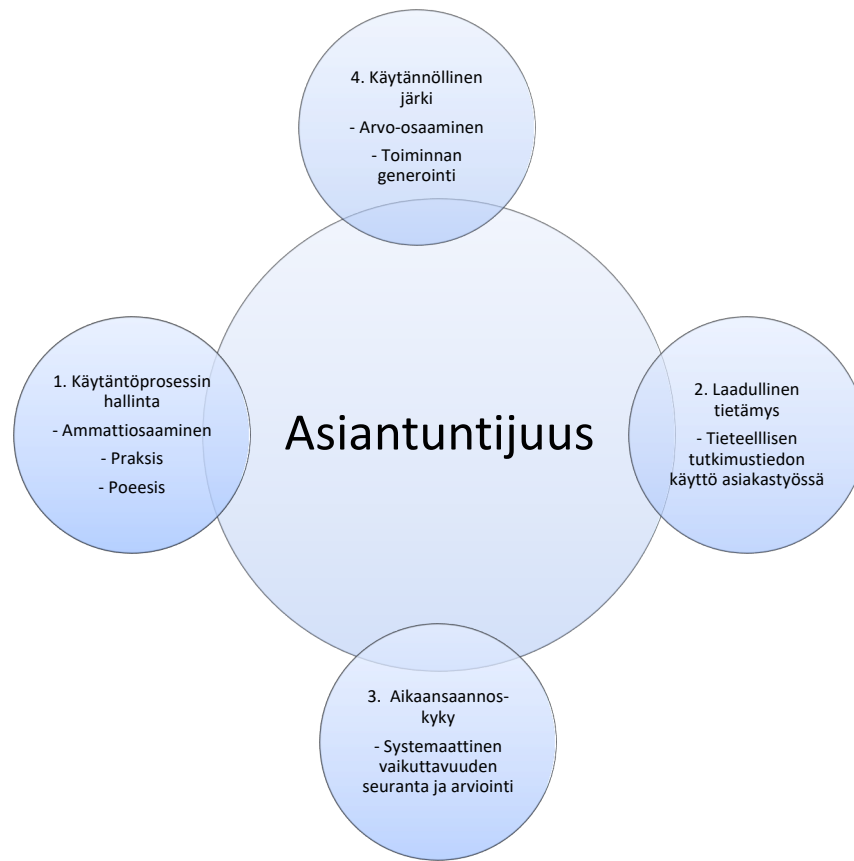 4. Käytännöllinen
järki
- Arvo-osaaminen
- Toiminnan
generointi
1. Käytäntöprosessin
hallinta
- Ammattiosaaminen
- Praksis
- Poeesis
Asiantuntijuus
2. Laadullinen
tietämys
- Tieteelllisen
tutkimustiedon
käyttö asiakastyössä
3. Aikaansaannos-
kyky
- Systemaattinen
vaikuttavuuden
seuranta ja arviointi